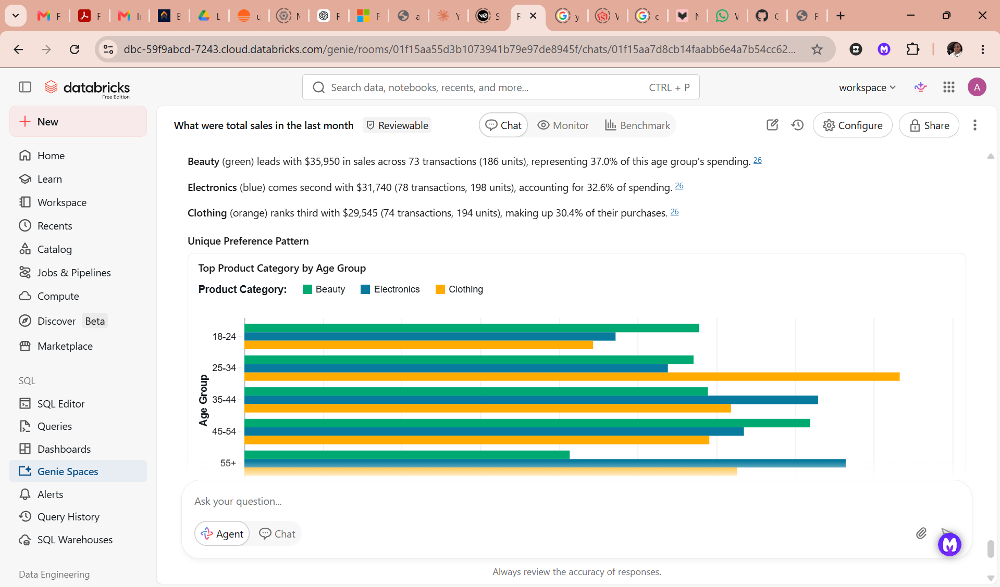 F
F
I
E
L
u
N
R
F
a
Y
S
F
y
V
c
N
V
C
F
dbc-59f9abcd-7243.cloud.databricks.com/genie/rooms/01f15aa55d3b1073941b79e97de8945f/chats/01f15aa7d8cb14faabb6e4a7b54cc62...
databricks
Free Edition
Search data, notebooks, recents, and more...
CTRL + P
workspace
A
New
Home
Learn
Workspace
Recents
Catalog
Jobs & Pipelines
Compute
Discover Beta
Marketplace
SQL
SQL Editor
Queries
Dashboards
Genie Spaces
Alerts
Query History
SQL Warehouses
Data Engineering
What were total sales in the last month
Reviewable
Chat
Monitor
Benchmark
Configure
Share
Beauty (green) leads with $35,950 in sales across 73 transactions (186 units), representing 37.0% of this age group's spending. 26
Electronics (blue) comes second with $31,740 (78 transactions, 198 units), accounting for 32.6% of spending. 26
Clothing (orange) ranks third with $29,545 (74 transactions, 194 units), making up 30.4% of their purchases. 26
Unique Preference Pattern
Top Product Category by Age Group
Product Category: Beauty Electronics Clothing
Age Group
18-24
25-34
35-44
45-54
55+
Ask your question...
Agent
Chat
Always review the accuracy of responses.